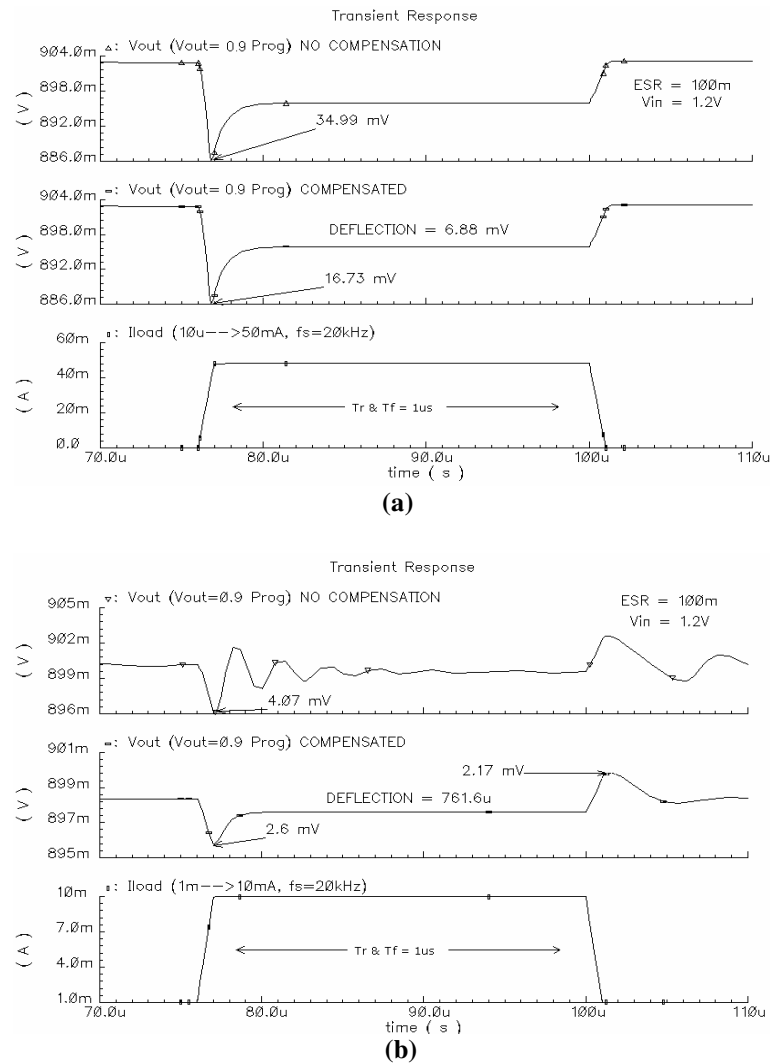 Transient Response
△: Vout (Vout= 0.9 Prog) NO COMPENSATION
904.0m
898.0m
892.0m
886.0m
(V)
ESR = 100m
Vin = 1.2V
34.99 mV
▭: Vout (Vout= 0.9 Prog) COMPENSATED
904.0m
898.0m
892.0m
886.0m
(V)
DEFLECTION = 6.88 mV
16.73 mV
▯: Iload (10u-->50mA, fs=20kHz)
60m
40m
20m
0.0
(A)
Tr & Tf = 1us
70.0u 80.0u 90.0u 100u 110u
time ( s )
(a)
Transient Response
▽: Vout (Vout=0.9 Prog) NO COMPENSATION
905m
902m
899m
896m
(V)
ESR = 100m
Vin = 1.2V
4.07 mV
▭: Vout (Vout=0.9 Prog) COMPENSATED
901m
899m
897m
895m
(V)
2.17 mV
DEFLECTION = 761.6u
2.6 mV
▯: Iload (1m-->10mA, fs=20kHz)
10m
7.0m
4.0m
1.0m
(A)
Tr & Tf = 1us
70.0u 80.0u 90.0u 100u 110u
time ( s )
(b)